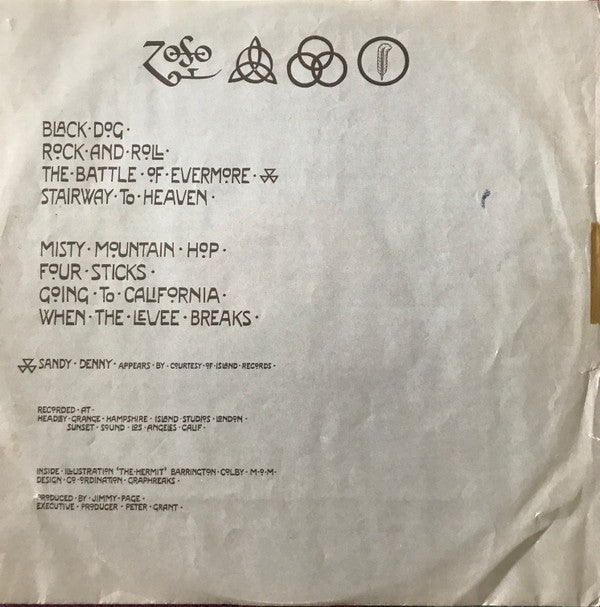 ZOSO
BLACK·DOG·
ROCK·AND·ROLL·
THE·BATTLE·OF·EVERMORE·
STAIRWAY·TO·HEAVEN·
MISTY·MOUNTAIN·HOP·
FOUR·STICKS·
GOING·TO·CALIFORNIA·
WHEN·THE·LEVEE·BREAKS·
SANDY·DENNY·APPEARS·BY·COURTESY·OF·ISLAND·RECORDS·
RECORDED·AT·
HEADLEY·GRANGE·HAMPSHIRE·ISLAND·STUDIOS·LONDON·
SUNSET·SOUND·LOS·ANGELES·CALIF·
INSIDE·ILLUSTRATION·'THE·HERMIT'·BARRINGTON·COLBY·M·O·M·
DESIGN·CO·ORDINATION·GRAPHREAKS·
PRODUCED·BY·JIMMY·PAGE·
EXECUTIVE·PRODUCER·PETER·GRANT·